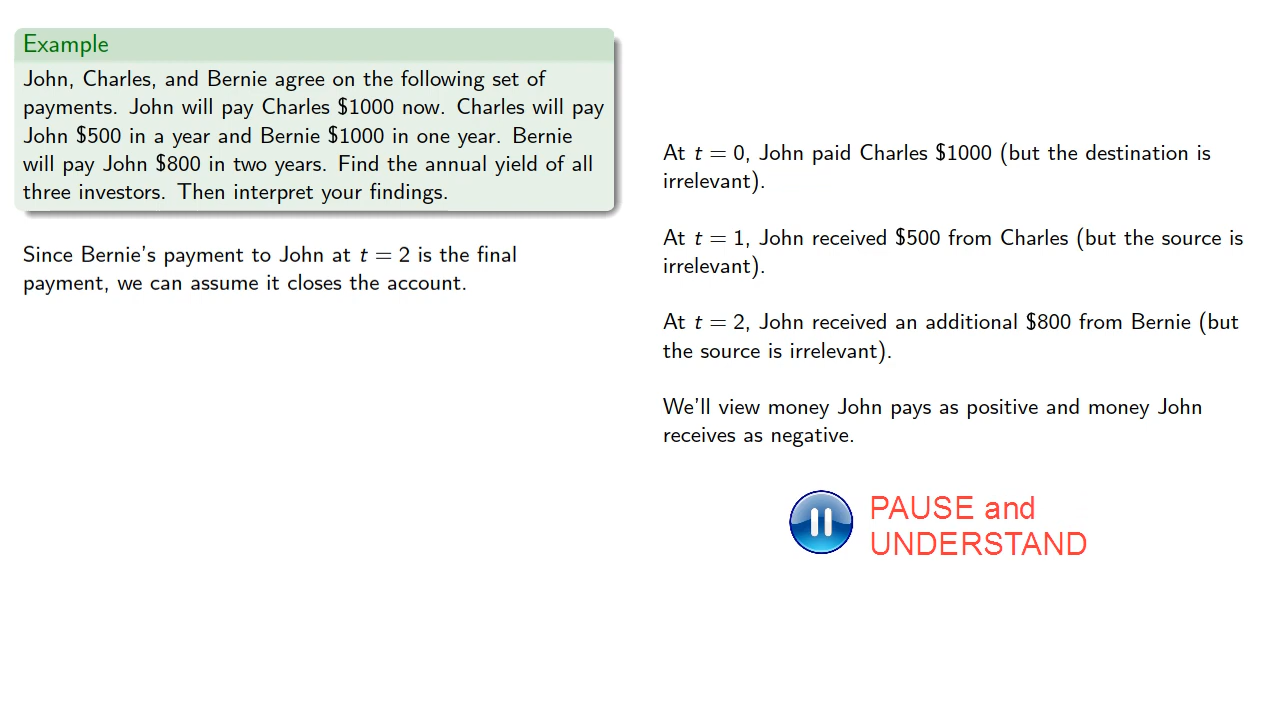 Example
John, Charles, and Bernie agree on the following set of
payments. John will pay Charles $1000 now. Charles will pay
John $500 in a year and Bernie $1000 in one year. Bernie
will pay John $800 in two years. Find the annual yield of all
three investors. Then interpret your findings.
Since Bernie's payment to John at t = 2 is the final
payment, we can assume it closes the account.
At t = 0, John paid Charles $1000 (but the destination is
irrelevant).
At t = 1, John received $500 from Charles (but the source is
irrelevant).
At t = 2, John received an additional $800 from Bernie (but
the source is irrelevant).
We'll view money John pays as positive and money John
receives as negative.
PAUSE and
UNDERSTAND